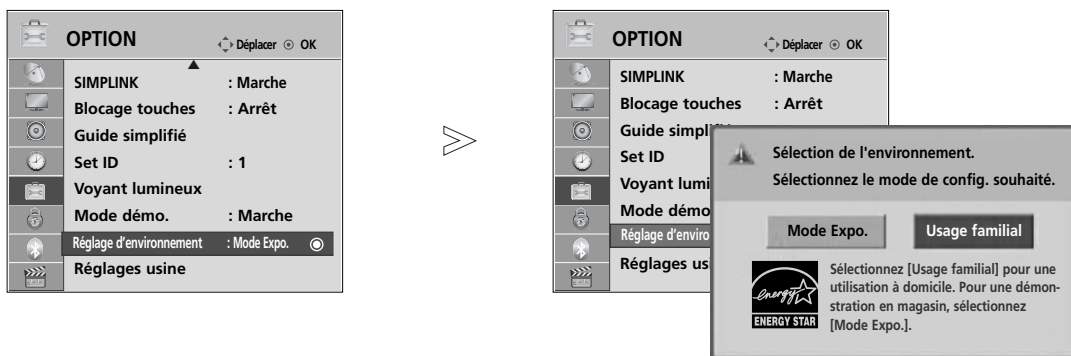 OPTION
Déplacer OK
SIMPLINK : Marche
Blocage touches : Arrêt
Guide simplifié
Set ID : 1
Voyant lumineux
Mode démo. : Marche
Réglage d'environnement : Mode Expo.
Réglages usine
OPTION
Déplacer OK
SIMPLINK : Marche
Blocage touches : Arrêt
Guide simplifié
Set ID
Voyant lumi
Mode démo
Réglage d'enviro
Réglages usi
Sélection de l'environnement.
Sélectionnez le mode de config. souhaité.
Mode Expo.
Usage familial
energy
ENERGY STAR
Sélectionnez [Usage familial] pour une
utilisation à domicile. Pour une démon-
stration en magasin, sélectionnez
[Mode Expo.].